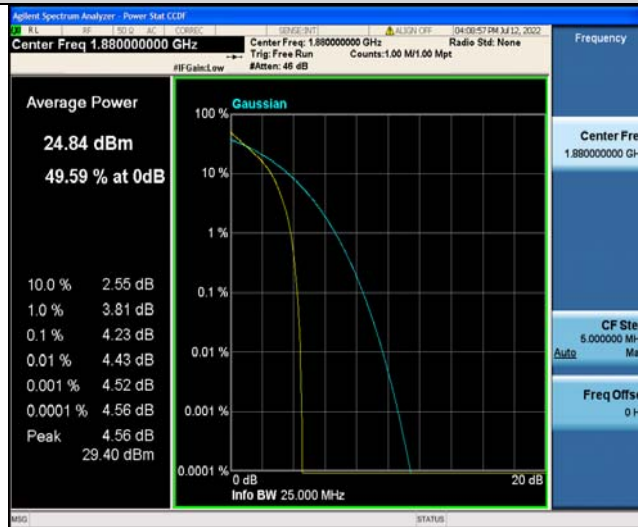 Agilent Spectrum Analyzer - Power Stat CCDF
RL RF 50 Ω AC CORREC SENSE:INT ALIGN OFF 04:08:57 PM Jul 12, 2022
Center Freq 1.880000000 GHz
Center Freq: 1.880000000 GHz
Radio Std: None
Trig: Free Run
Counts:1.00 M/1.00 Mpt
#IFGain:Low
#Atten: 46 dB
Frequency
Average Power
24.84 dBm
49.59 % at 0dB
10.0 % 2.55 dB
1.0 % 3.81 dB
0.1 % 4.23 dB
0.01 % 4.43 dB
0.001 % 4.52 dB
0.0001 % 4.56 dB
Peak 4.56 dB
29.40 dBm
Gaussian
100 %
10 %
1 %
0.1 %
0.01 %
0.001 %
0.0001 %
0 dB
20 dB
Info BW 25.000 MHz
Center Fre
1.880000000 GH
CF Ste
5.000000 MH
Auto Ma
Freq Offs
0 H
MSG
STATUS